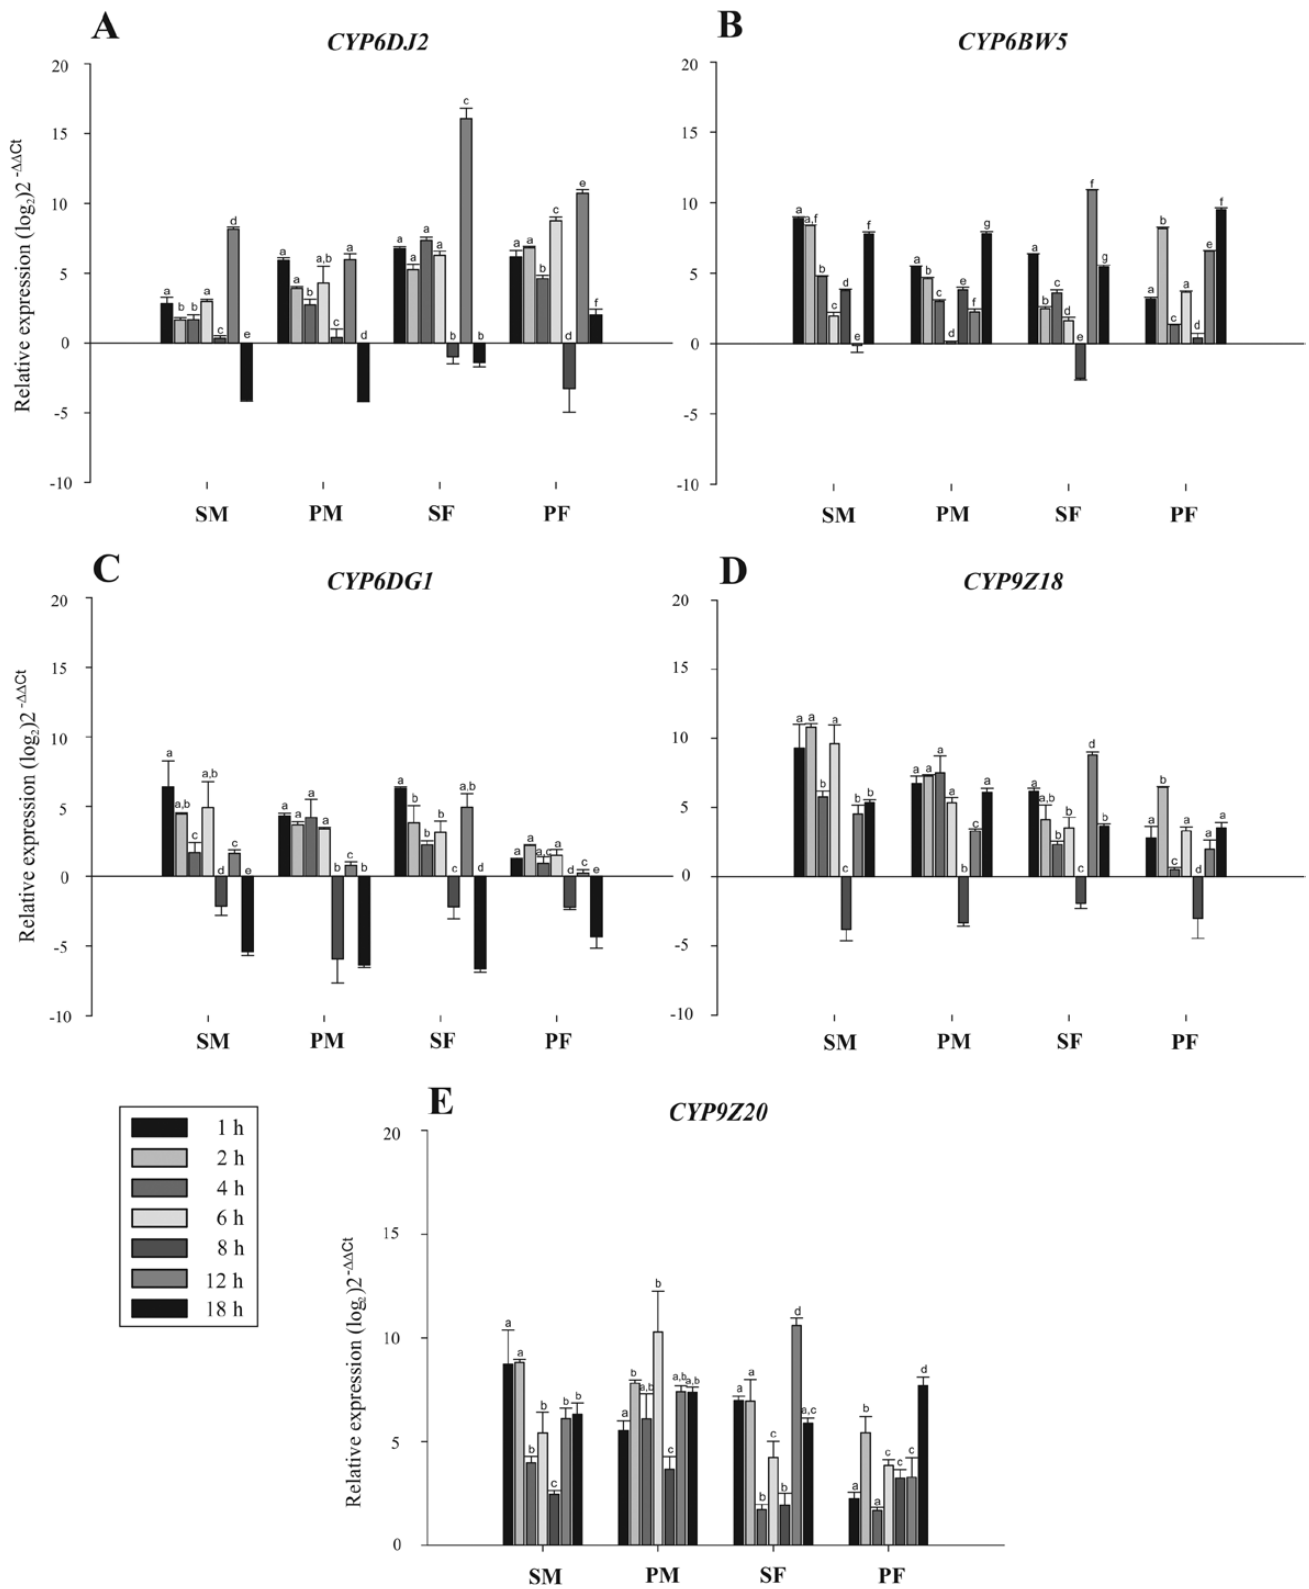 A
CYP6DJ2
Relative expression (log₂)2^-ΔΔCt
20
15
10
5
0
-5
-10
a b b a c d e
a a b a,b c a d
a a a a b c b
a a b c d e f
SM PM SF PF
B
CYP6BW5
20
15
10
5
0
-5
-10
a a,f b c d e f
a b c d e f g
a b c d e f g
a b c c d e f
SM PM SF PF
C
CYP6DG1
Relative expression (log₂)2^-ΔΔCt
20
15
10
5
0
-5
-10
a a,b c a,b d c e
a a a a b c b
a b b b c a,b d
a a a,c a d c e
SM PM SF PF
D
CYP9Z18
20
15
10
5
0
-5
-10
a a b a c b b
a a a a b c a
a a,b b b c d b
a b c a d a a
SM PM SF PF
1 h
2 h
4 h
6 h
8 h
12 h
18 h
E
CYP9Z20
Relative expression (log₂)2^-ΔΔCt
20
15
10
5
0
a a b b c b b
a b a,b b c a,b a,b
a a b c b d a,c
a b a c c c d
SM PM SF PF